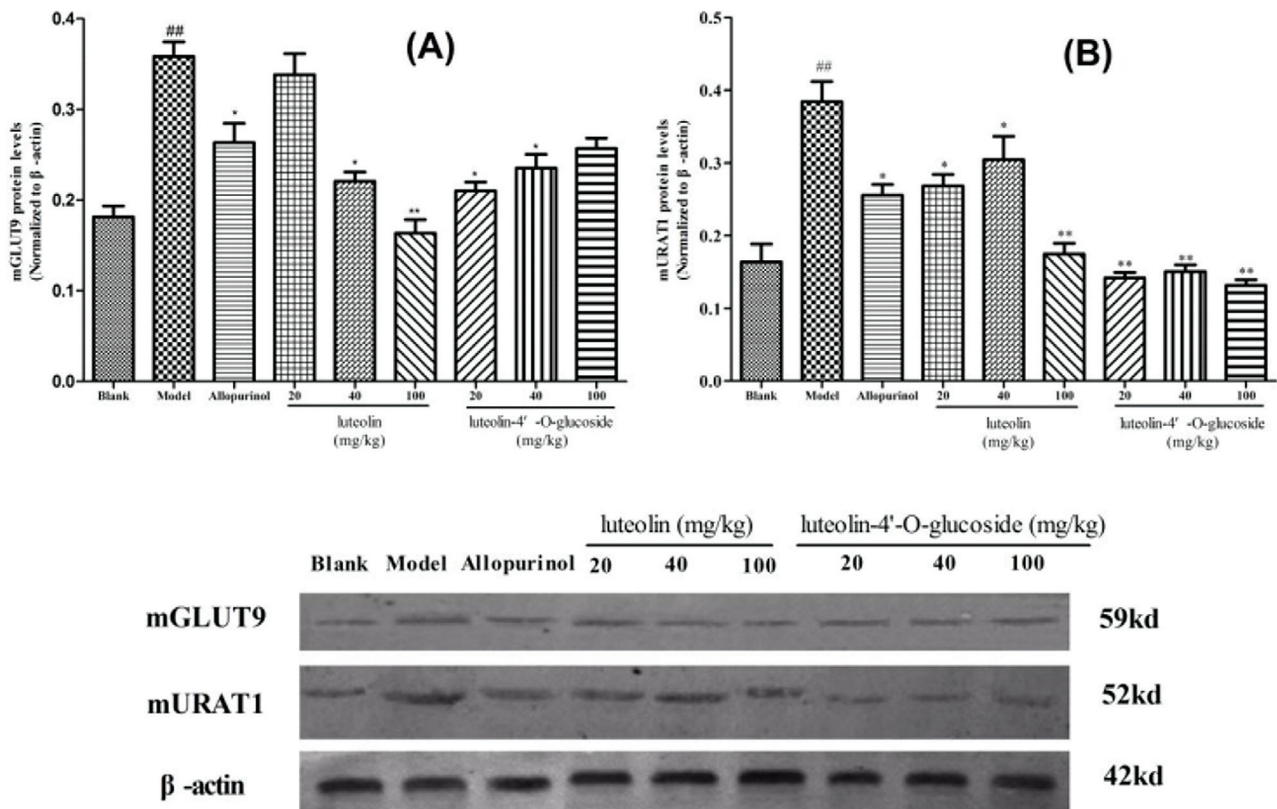 (A)
mGLUT9 protein levels
(Normalized to β -actin)
0.4
0.3
0.2
0.1
0.0
##
*
*
**
*
*
Blank Model Allopurinol 20 40 100 20 40 100
luteolin luteolin-4' -O-glucoside
(mg/kg) (mg/kg)
(B)
mURAT1 protein levels
(Normalized to β -actin)
0.5
0.4
0.3
0.2
0.1
0.0
##
*
*
*
**
**
**
**
Blank Model Allopurinol 20 40 100 20 40 100
luteolin luteolin-4' -O-glucoside
(mg/kg) (mg/kg)
luteolin (mg/kg) luteolin-4'-O-glucoside (mg/kg)
Blank Model Allopurinol 20 40 100 20 40 100
mGLUT9 59kd
mURAT1 52kd
β -actin 42kd